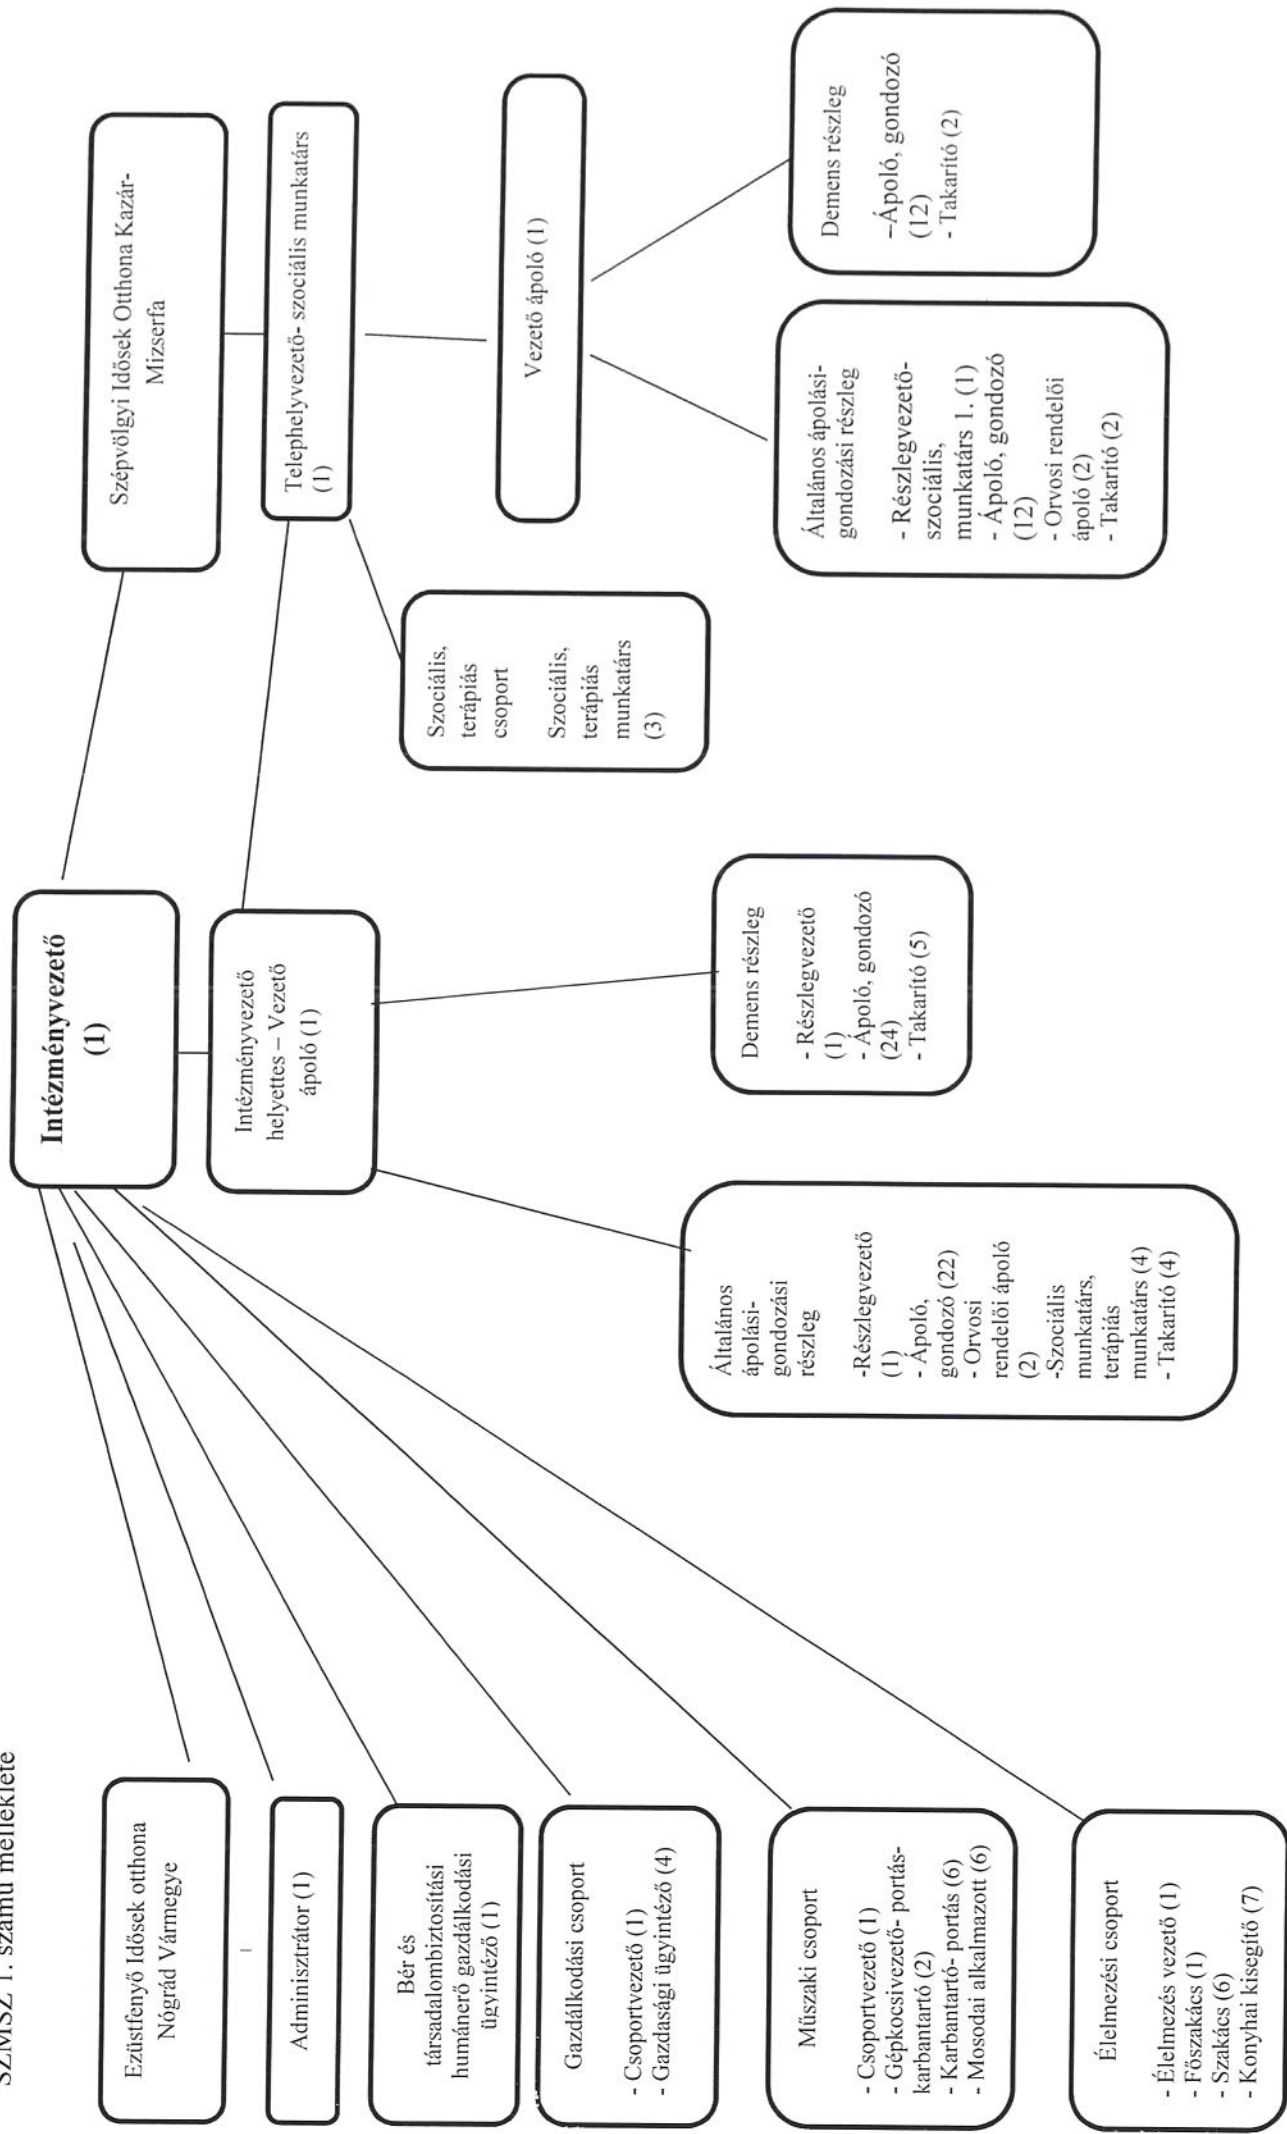 SZMSZ 1. számú melléklete
Intézményvezető
(1)
Szépvölgyi Idősek Otthona Kazár-
Mizserfa
Ezüstfenyő Idősek otthona
Nógrád Vármegye
Intézményvezető
helyettes – Vezető
ápoló (1)
Telephelyvezető- szociális munkatárs
(1)
Adminisztrátor (1)
Bér és
társadalombiztosítási
humánerő gazdálkodási
ügyintéző (1)
Szociális,
terápiás
csoport
Szociális,
terápiás
munkatárs
(3)
Vezető ápoló (1)
Gazdálkodási csoport
- Csoportvezető (1)
- Gazdasági ügyintéző (4)
Általános
ápolási-
gondozási
részleg
-Részlegvezető
(1)
- Ápoló,
gondozó (22)
- Orvosi
rendelői ápoló
(2)
-Szociális
munkatárs,
terápiás
munkatárs (4)
- Takarító (4)
Demens részleg
- Részlegvezető
(1)
- Ápoló, gondozó
(24)
- Takarító (5)
Általános ápolási-
gondozási részleg
- Részlegvezető-
szociális,
munkatárs 1. (1)
- Ápoló, gondozó
(12)
- Orvosi rendelői
ápoló (2)
- Takarító (2)
Demens részleg
–Ápoló, gondozó
(12)
- Takarító (2)
Műszaki csoport
- Csoportvezető (1)
- Gépkocsivezető- portás-
karbantartó (2)
- Karbantartó- portás (6)
- Mosodai alkalmazott (6)
Élelmezési csoport
- Élelmezés vezető (1)
- Főszakács (1)
- Szakács (6)
- Konyhai kisegítő (7)